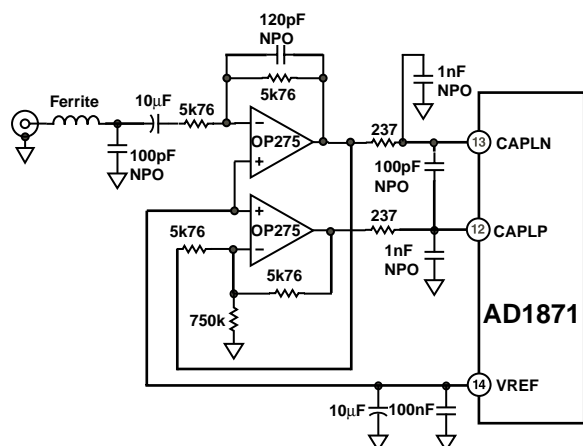 120pF
NPO
5k76
1nF
NPO
Ferrite
10µF
5k76
100pF
NPO
OP275
237
13 CAPLN
100pF
NPO
OP275
237
12 CAPLP
5k76
5k76
1nF
NPO
750k
AD1871
14 VREF
10µF
100nF